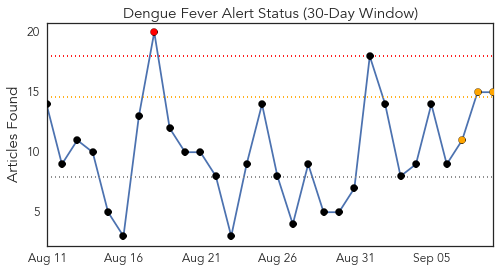 Dengue Fever Alert Status (30-Day Window)
Articles Found
20
15
10
5
Aug 11 Aug 16 Aug 21 Aug 26 Aug 31 Sep 05